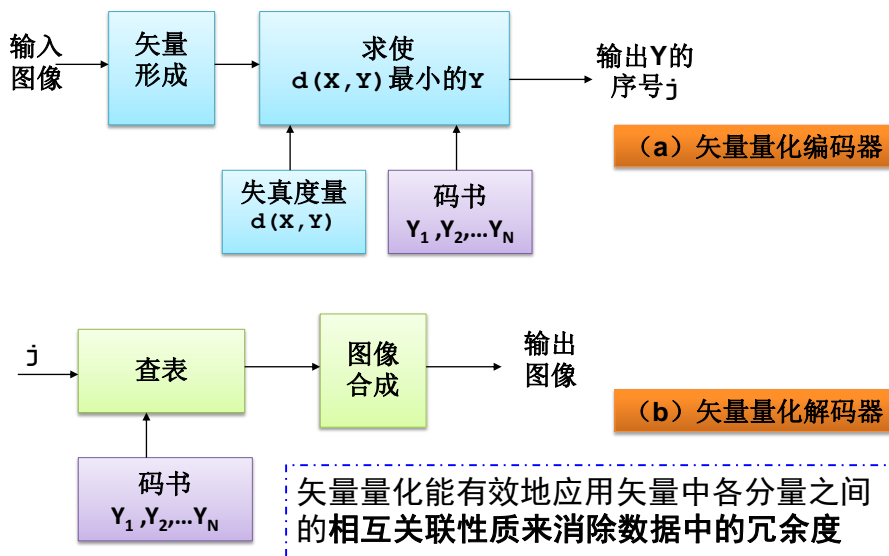 输入
图像
矢量
形成
求使
d(X,Y)最小的Y
输出Y的
序号j
（a）矢量量化编码器
失真度量
d(X,Y)
码书
Y₁ ,Y₂,...Y_N
j
查表
图像
合成
输出
图像
（b）矢量量化解码器
码书
Y₁ ,Y₂,...Y_N
矢量量化能有效地应用矢量中各分量之间
的相互关联性质来消除数据中的冗余度